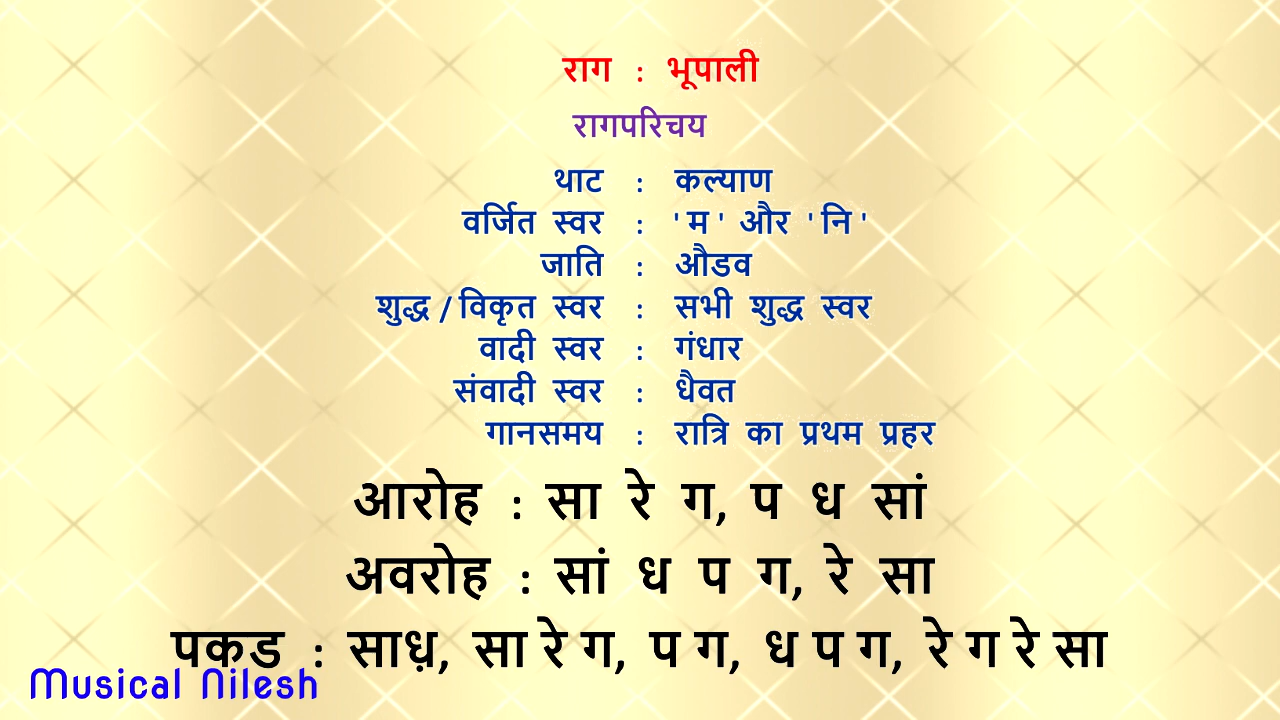 राग : भूपाली
रागपरिचय
थाट : कल्याण
वर्जित स्वर : 'म' और 'नि'
जाति : औडव
शुद्ध /विकृत स्वर : सभी शुद्ध स्वर
वादी स्वर : गंधार
संवादी स्वर : धैवत
गानसमय : रात्रि का प्रथम प्रहर
आरोह : सा रे ग, प ध सां
अवरोह : सां ध प ग, रे सा
पकड : साध़, सा रे ग, प ग, ध प ग, रे ग रे सा
Musical Nilesh